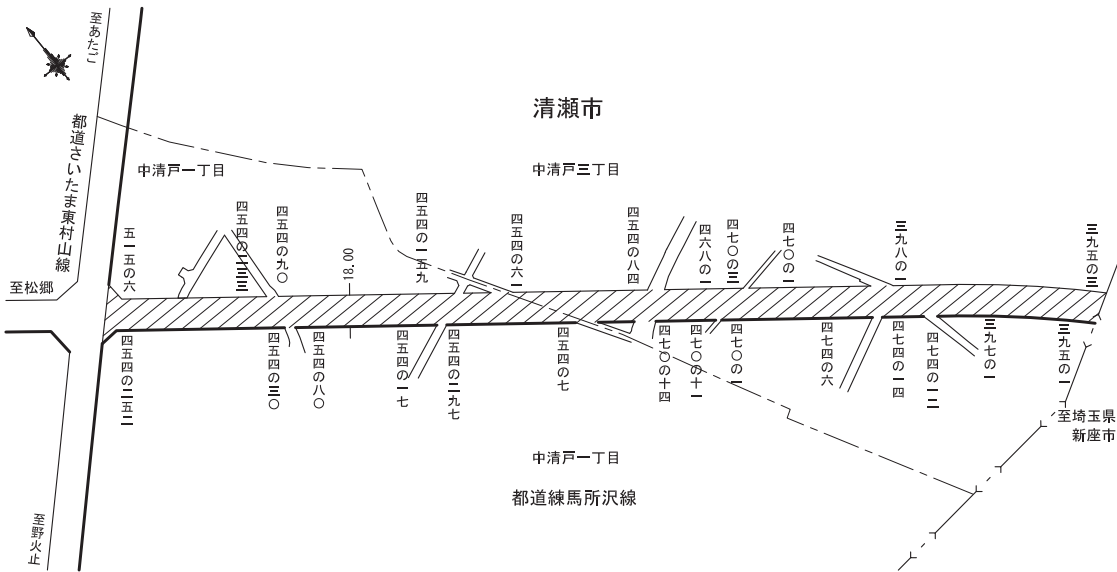 清瀬市
至あたご
都道さいたま東村山線
中清戸一丁目
中清戸三丁目
五一五の六
四五四の二三三
四五四の九〇
18.00
四五四の一五九
四五四の六一
四五四の八四
四六八の一
四七〇の三
四七〇の一
三九八の一
三九五の三
至松郷
四五四の二五二
四五四の三〇
四五四の八〇
四五四の一七
四五四の二九七
四五四の七
四七〇の十四
四七〇の十一
四七〇の一
四七四の六
四七四の一四
四七四の一二
三九七の一
三九五の一
至埼玉県
新座市
中清戸一丁目
都道練馬所沢線
至野火止